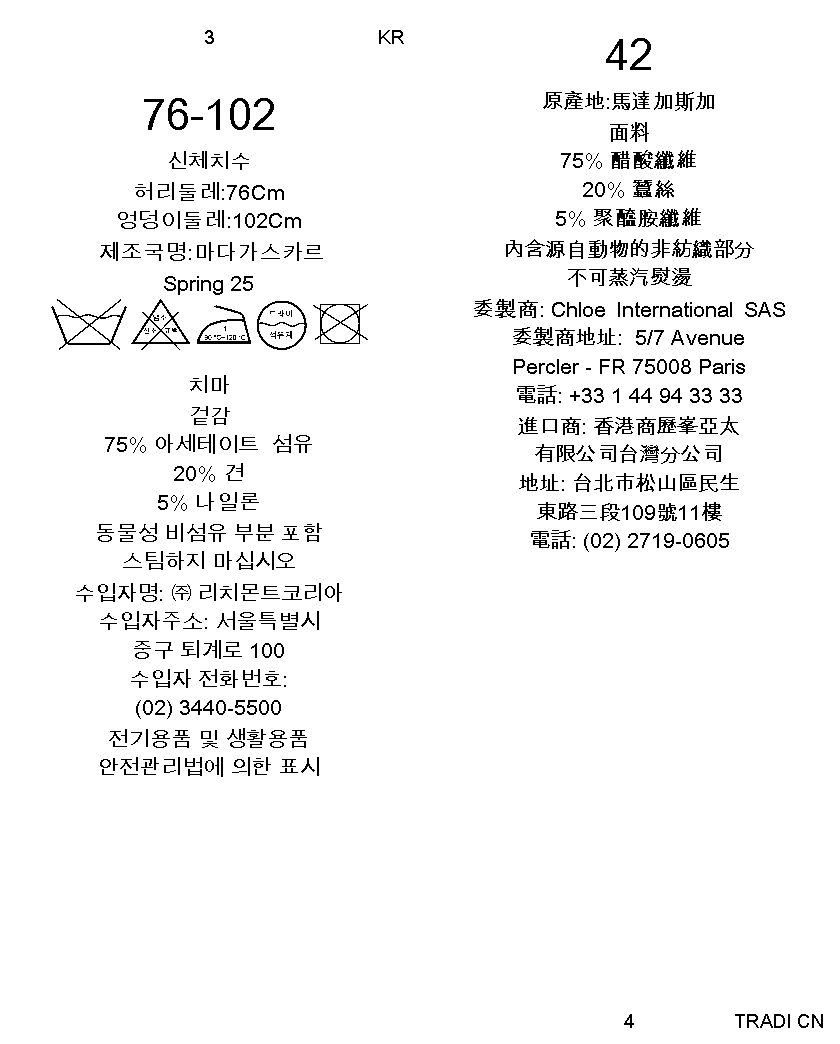 3
KR
76-102
신체치수
허리둘레:76Cm
엉덩이둘레:102Cm
제조국명:마다가스카르
Spring 25
염소
산소 표백
1
80 °C~120 °C
드라이
석유계
치마
겉감
75% 아세테이트 섬유
20% 견
5% 나일론
동물성 비섬유 부분 포함
스팀하지 마십시오
수입자명: ㈜ 리치몬트코리아
수입자주소: 서울특별시
중구 퇴계로 100
수입자 전화번호:
(02) 3440-5500
전기용품 및 생활용품
안전관리법에 의한 표시
42
原產地:馬達加斯加
面料
75% 醋酸纖維
20% 蠶絲
5% 聚醯胺纖維
內含源自動物的非紡織部分
不可蒸汽熨燙
委製商: Chloe International SAS
委製商地址: 5/7 Avenue
Percler - FR 75008 Paris
電話: +33 1 44 94 33 33
進口商: 香港商歷峯亞太
有限公司台灣分公司
地址: 台北市松山區民生
東路三段109號11樓
電話: (02) 2719-0605
4
TRADI CN